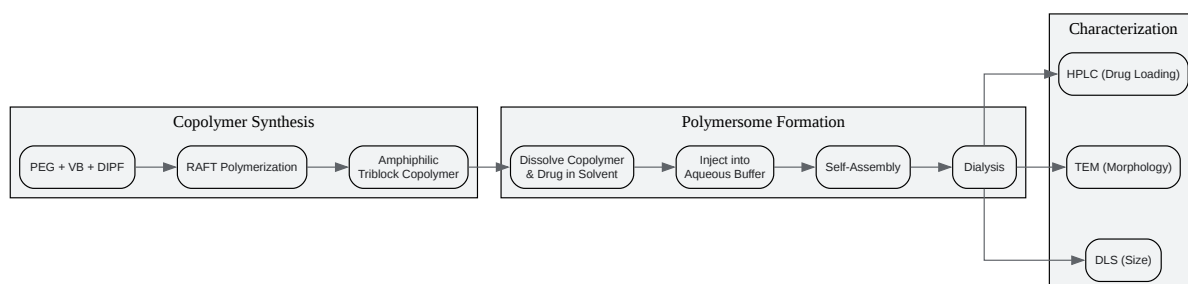 Copolymer Synthesis
PEG + VB + DIPF
RAFT Polymerization
Amphiphilic
Triblock Copolymer
Polymersome Formation
Dissolve Copolymer
& Drug in Solvent
Inject into
Aqueous Buffer
Self-Assembly
Dialysis
Characterization
HPLC (Drug Loading)
TEM (Morphology)
DLS (Size)